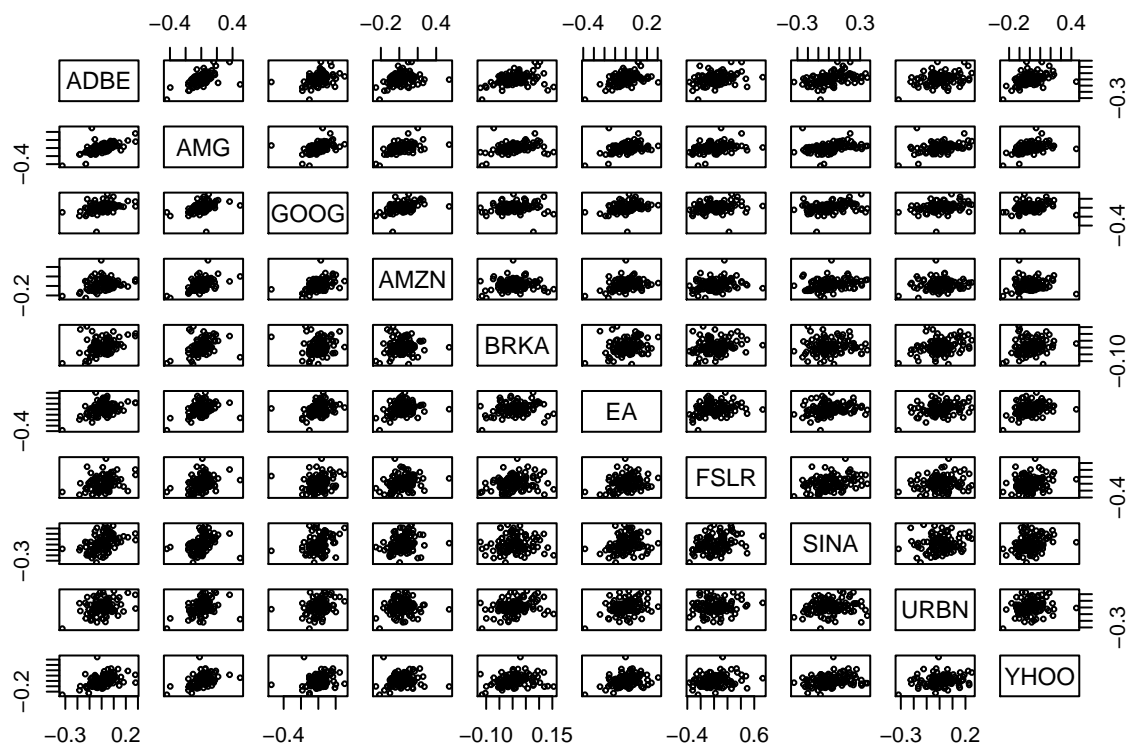 −0.4 0.4
−0.2 0.4
−0.4 0.2
−0.3 0.3
−0.2 0.4
ADBE
−0.3
−0.4
AMG
GOOG
−0.4
−0.2
AMZN
BRKA
−0.10
−0.4
EA
FSLR
−0.4
−0.3
SINA
URBN
−0.3
−0.2
YHOO
−0.3 0.2
−0.4
−0.10 0.15
−0.4 0.6
−0.3 0.2